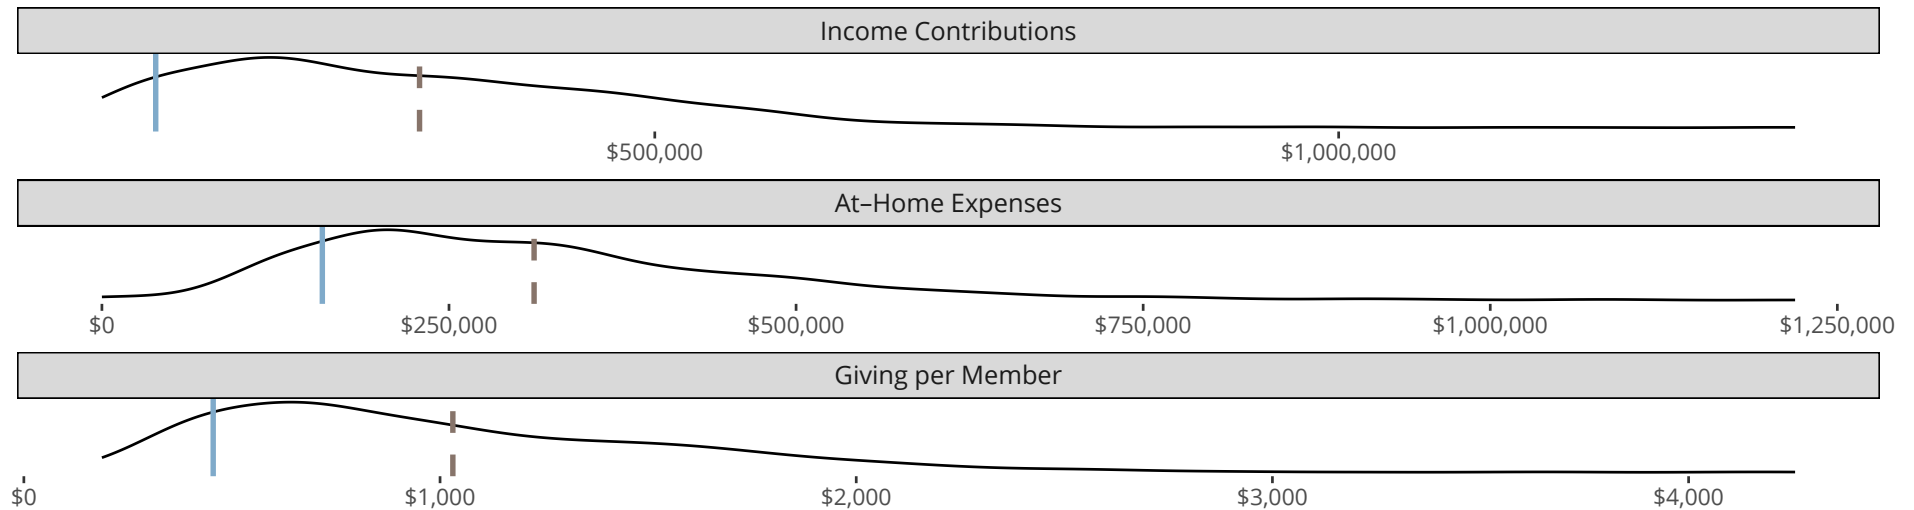 Income Contributions
$500,000 $1,000,000
At–Home Expenses
$0 $250,000 $500,000 $750,000 $1,000,000 $1,250,000
Giving per Member
$0 $1,000 $2,000 $3,000 $4,000